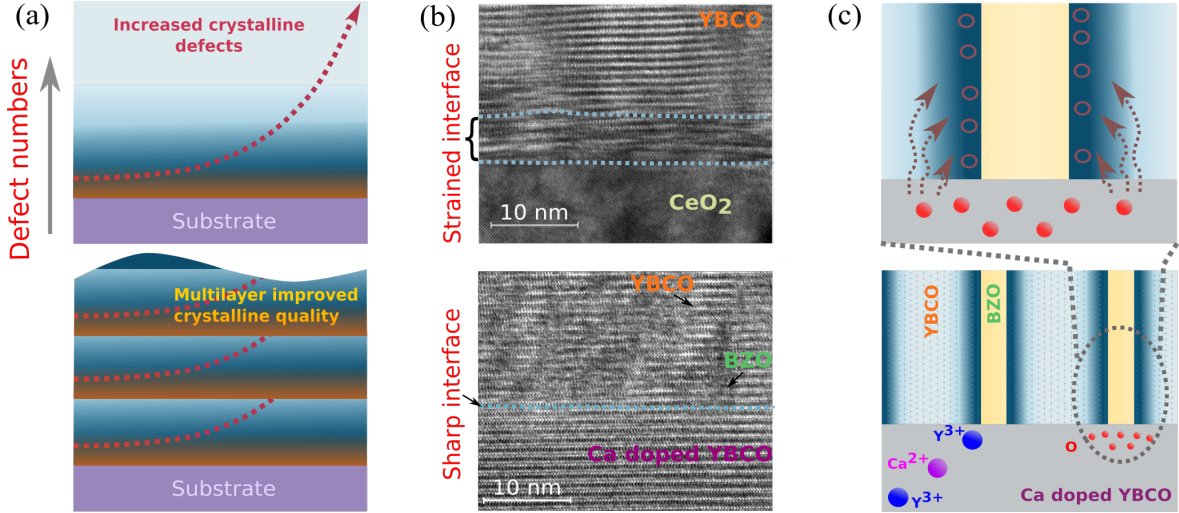 (a)
Defect numbers
Increased crystalline
defects
Substrate
Multilayer improved
crystalline quality
Substrate
(b)
Strained interface
YBCO
CeO2
10 nm
Sharp interface
YBCO
BZO
Ca doped YBCO
10 nm
(c)
YBCO
BZO
Y3+
O
Ca2+
Y3+
Ca doped YBCO